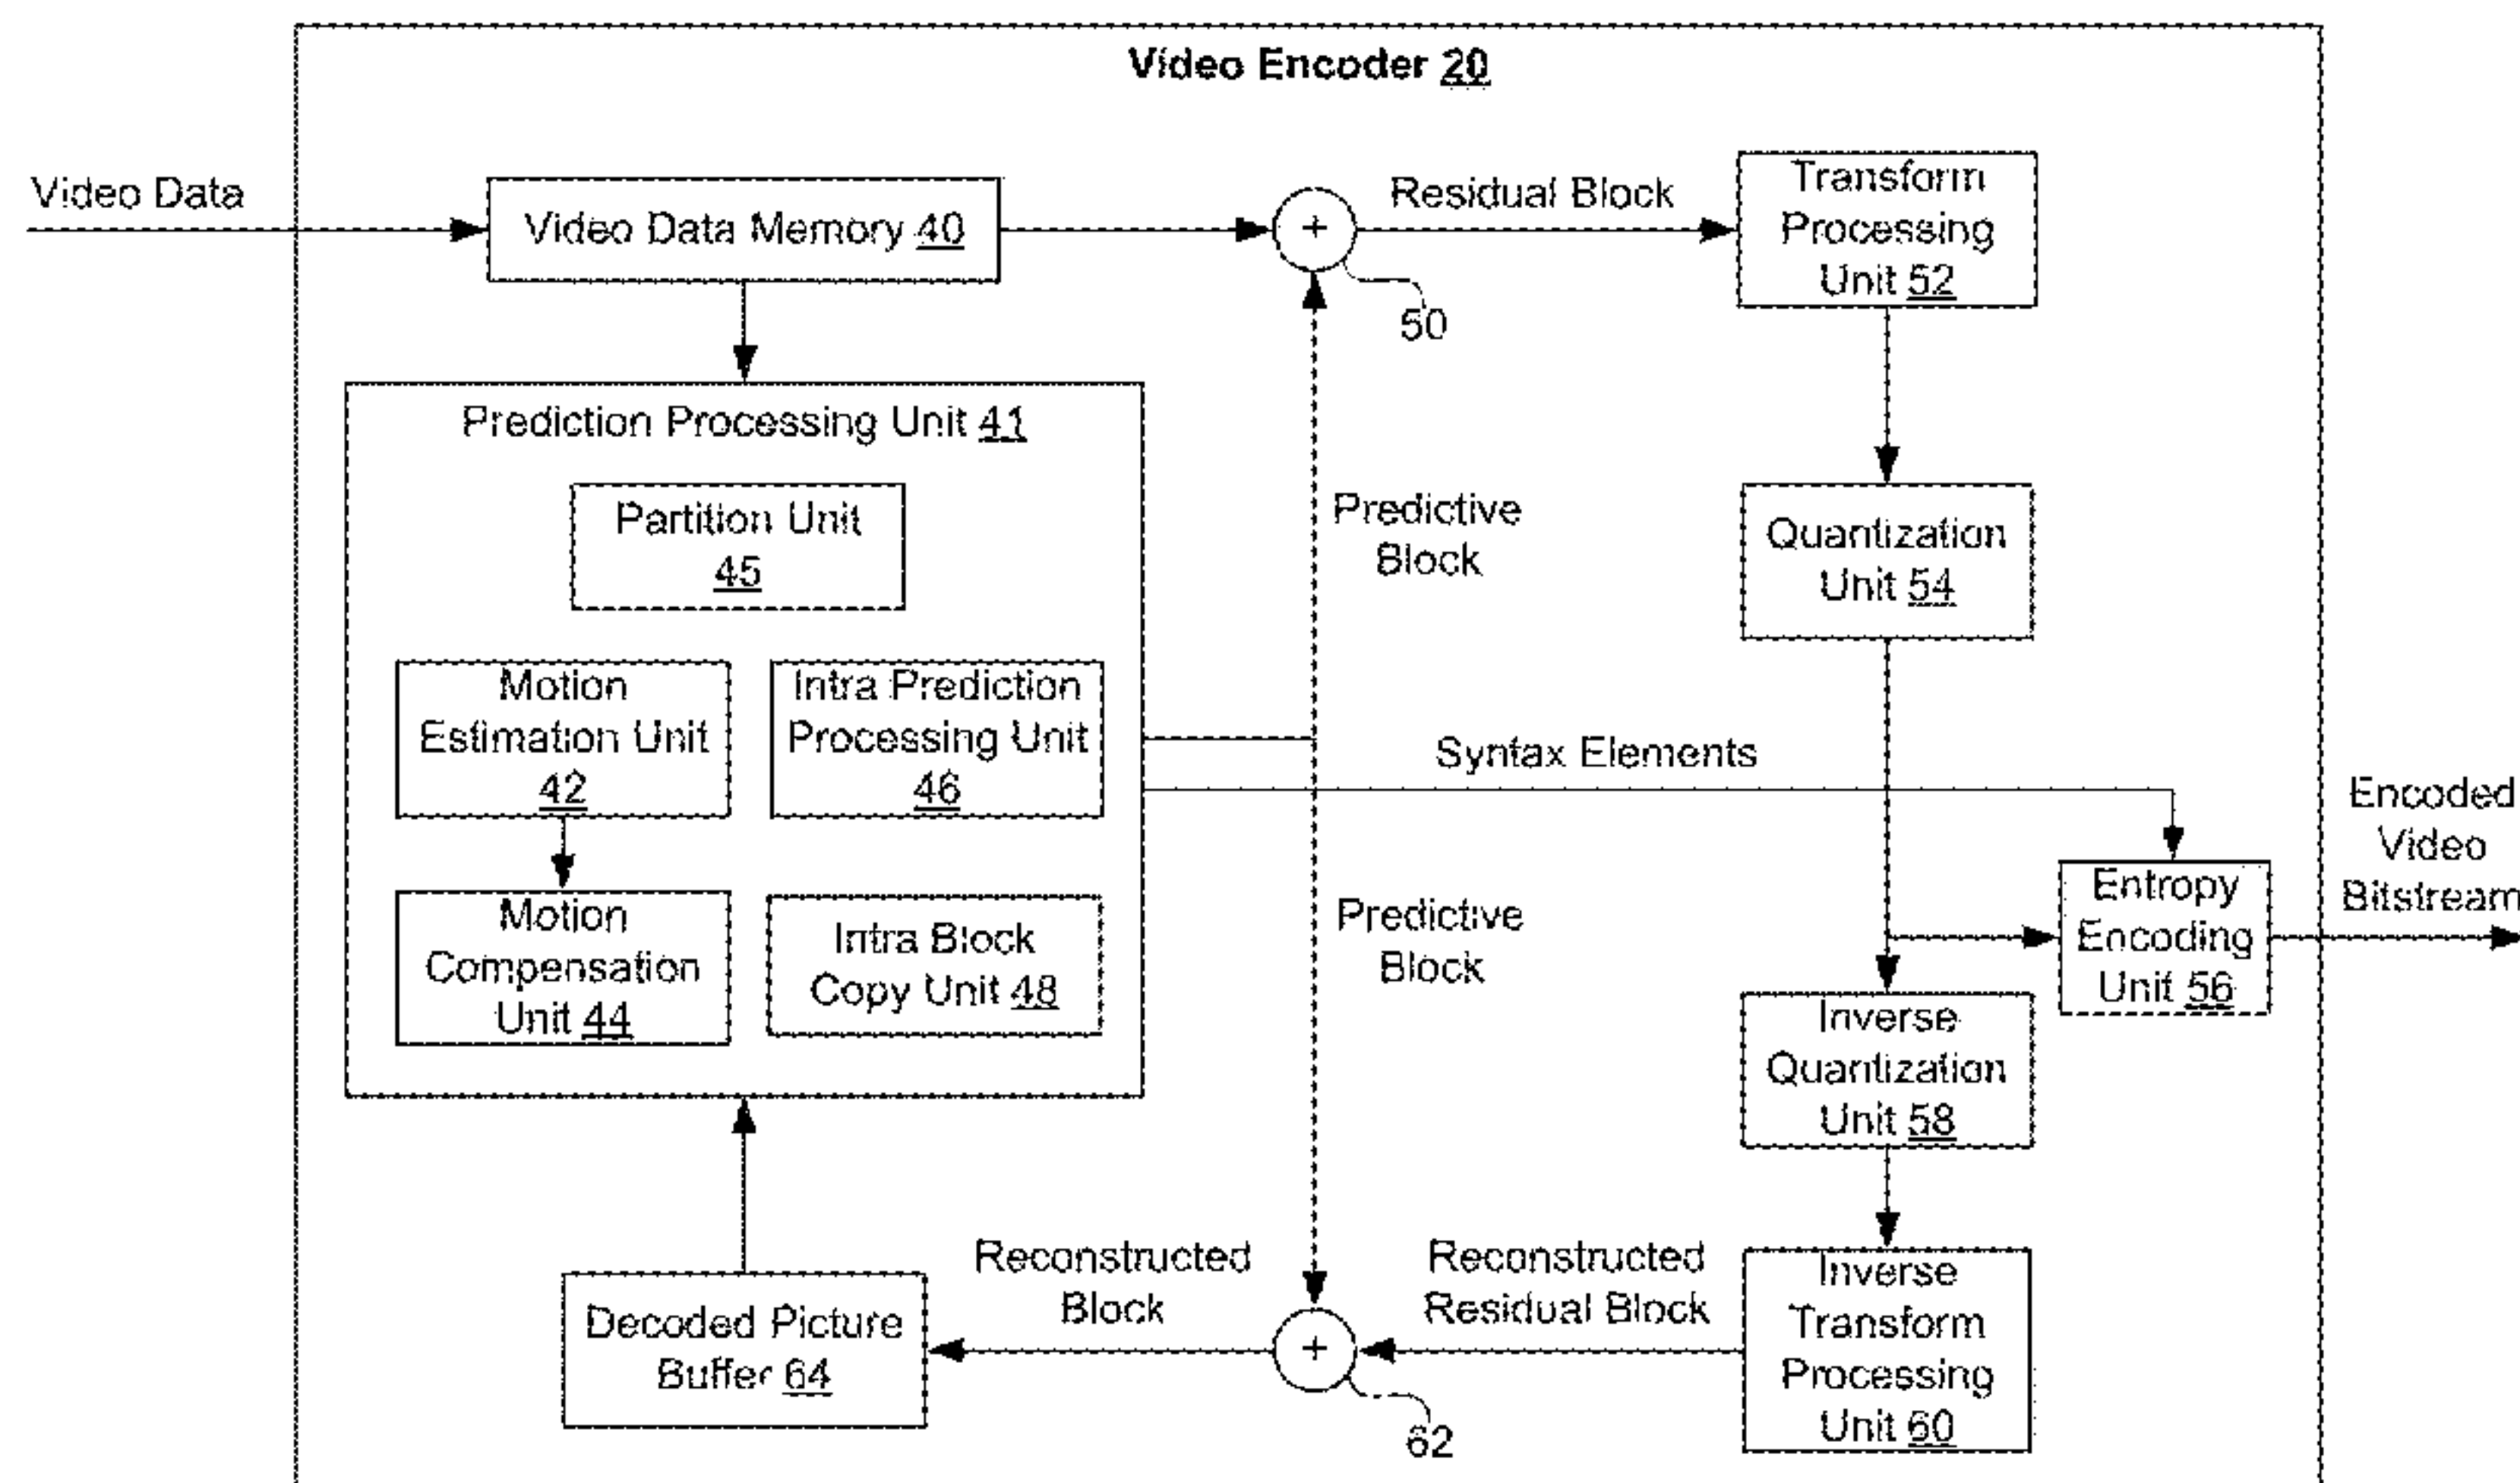 Video Encoder 20
Video Data
Video Data Memory 40
+
50
Residual Block
Transform
Processing
Unit 52
Prediction Processing Unit 41
Partition Unit
45
Motion
Estimation Unit
42
Intra Prediction
Processing Unit
46
Motion
Compensation
Unit 44
Intra Block
Copy Unit 48
Predictive
Block
Quantization
Unit 54
Syntax Elements
Predictive
Block
Entropy
Encoding
Unit 56
Encoded
Video
Bitstream
Inverse
Quantization
Unit 58
Inverse
Transform
Processing
Unit 60
Reconstructed
Residual Block
+
62
Reconstructed
Block
Decoded Picture
Buffer 64